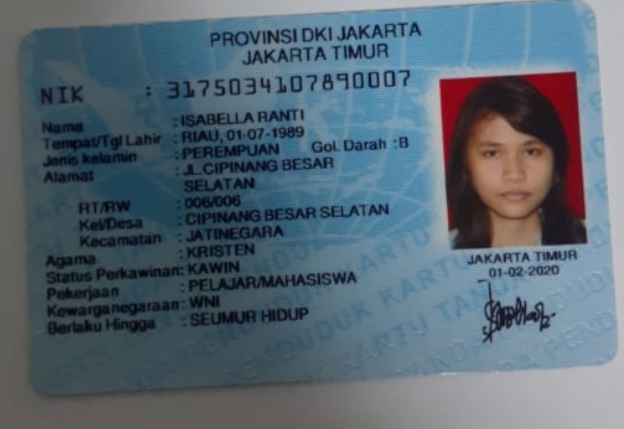 PROVINSI DKI JAKARTA
JAKARTA TIMUR
NIK : 3175034107890007
Nama : ISABELLA RANTI
Tempat/Tgl Lahir : RIAU, 01-07-1989
Jenis kelamin : PEREMPUAN Gol. Darah : B
Alamat : JL.CIPINANG BESAR
SELATAN
RT/RW : 006/006
Kel/Desa : CIPINANG BESAR SELATAN
Kecamatan : JATINEGARA
Agama : KRISTEN
Status Perkawinan: KAWIN
Pekerjaan : PELAJAR/MAHASISWA
Kewarganegaraan: WNI
Berlaku Hingga : SEUMUR HIDUP
JAKARTA TIMUR
01-02-2020